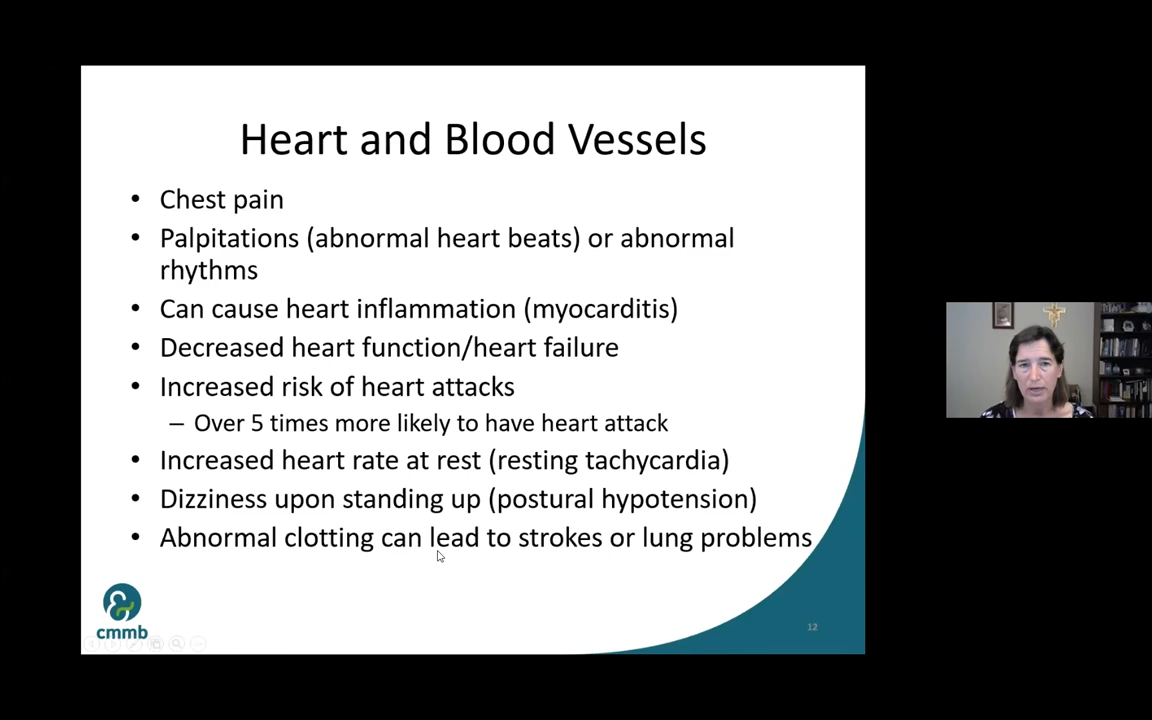 Heart and Blood Vessels
• Chest pain
• Palpitations (abnormal heart beats) or abnormal
rhythms
• Can cause heart inflammation (myocarditis)
• Decreased heart function/heart failure
• Increased risk of heart attacks
– Over 5 times more likely to have heart attack
• Increased heart rate at rest (resting tachycardia)
• Dizziness upon standing up (postural hypotension)
• Abnormal clotting can lead to strokes or lung problems
cmmb
12